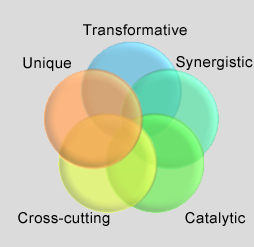 Transformative
Unique
Synergistic
Cross-cutting
Catalytic